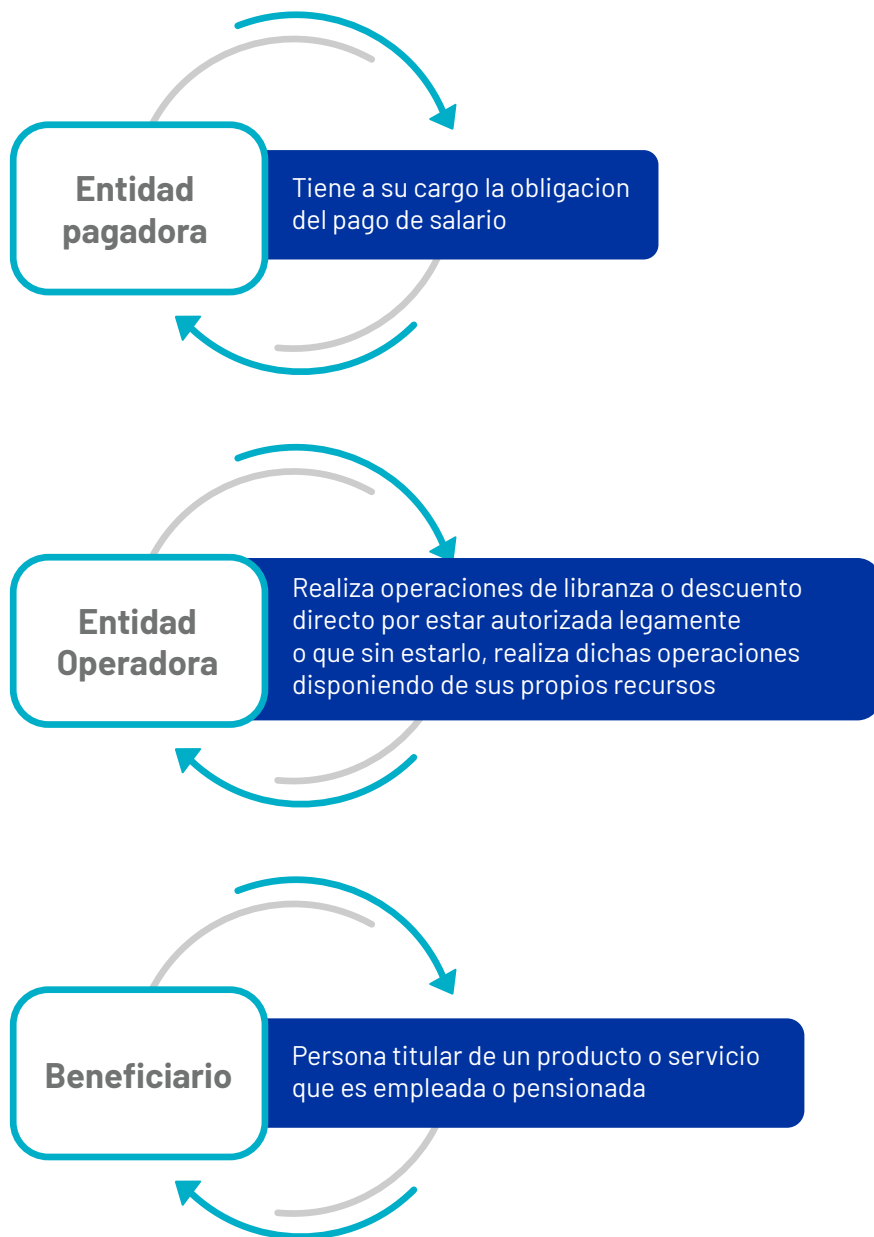 Entidad
pagadora
Tiene a su cargo la obligacion
del pago de salario
Entidad
Operadora
Realiza operaciones de libranza o descuento
directo por estar autorizada legamente
o que sin estarlo, realiza dichas operaciones
disponiendo de sus propios recursos
Beneficiario
Persona titular de un producto o servicio
que es empleada o pensionada